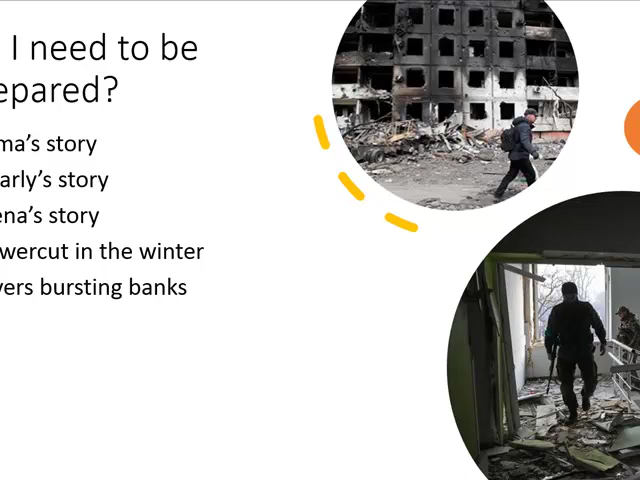 I need to be
epared?
ma's story
arly's story
ena's story
wercut in the winter
vers bursting banks